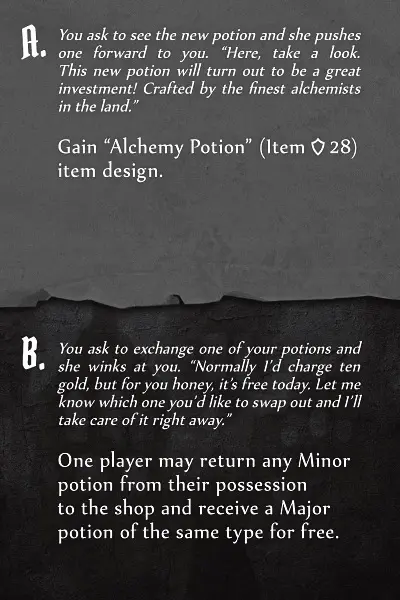 A. You ask to see the new potion and she pushes
one forward to you. “Here, take a look.
This new potion will turn out to be a great
investment! Crafted by the finest alchemists
in the land.”
Gain “Alchemy Potion” (Item 28)
item design.
B. You ask to exchange one of your potions and
she winks at you. “Normally I’d charge ten
gold, but for you honey, it’s free today. Let me
know which one you’d like to swap out and I’ll
take care of it right away.”
One player may return any Minor
potion from their possession
to the shop and receive a Major
potion of the same type for free.